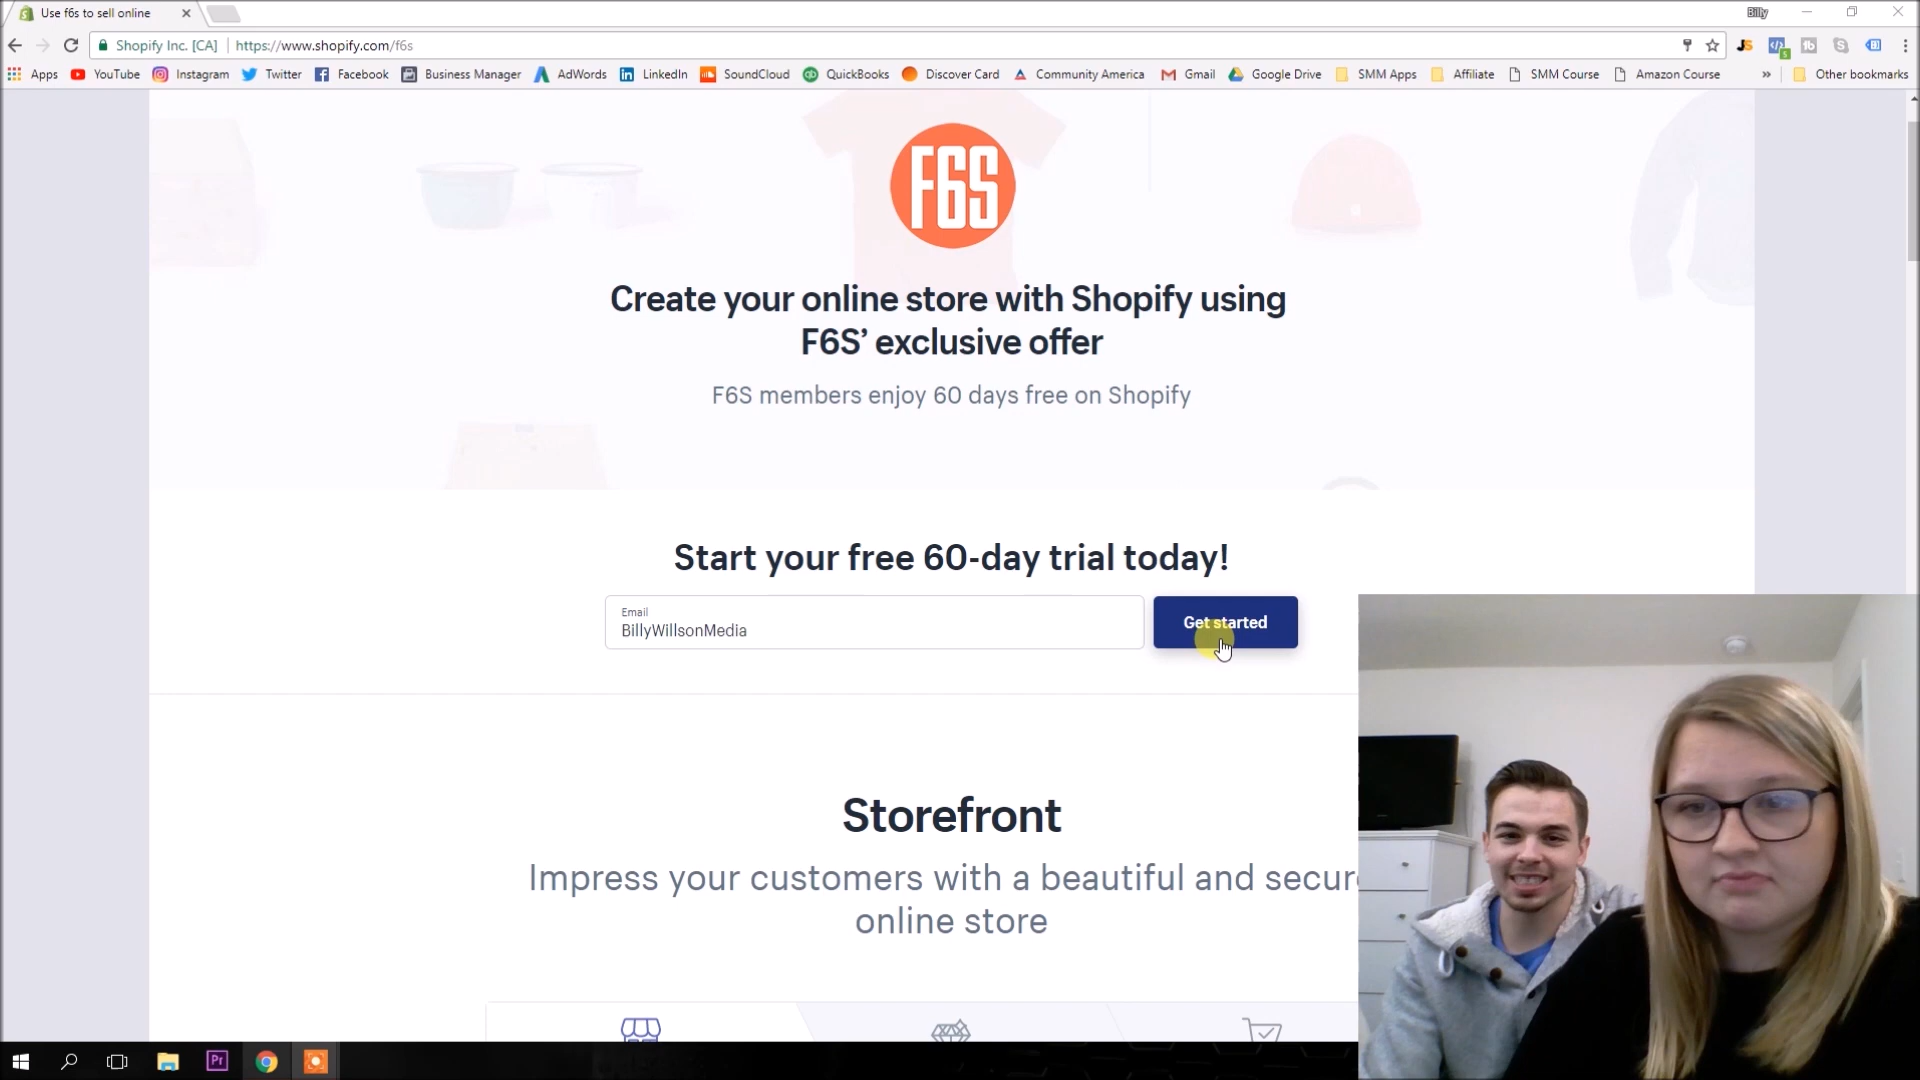 Use f6s to sell online
Billy
Shopify Inc. [CA] https://www.shopify.com/f6s
Apps YouTube Instagram Twitter Facebook Business Manager AdWords LinkedIn SoundCloud QuickBooks Discover Card Community America Gmail Google Drive SMM Apps Affiliate SMM Course Amazon Course » Other bookmarks
F6S
Create your online store with Shopify using
F6S’ exclusive offer
F6S members enjoy 60 days free on Shopify
Start your free 60-day trial today!
Email
BillyWillsonMedia
Get started
Storefront
Impress your customers with a beautiful and secure
online store
Pr